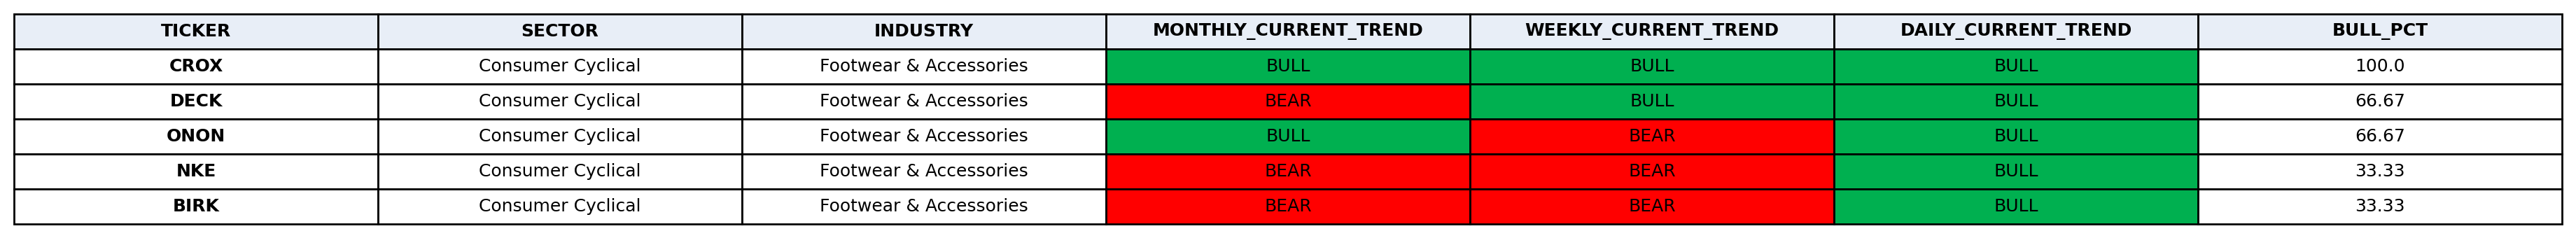 TICKER SECTOR INDUSTRY MONTHLY_CURRENT_TREND WEEKLY_CURRENT_TREND DAILY_CURRENT_TREND BULL_PCT
CROX Consumer Cyclical Footwear & Accessories BULL BULL BULL 100.0
DECK Consumer Cyclical Footwear & Accessories BEAR BULL BULL 66.67
ONON Consumer Cyclical Footwear & Accessories BULL BEAR BULL 66.67
NKE Consumer Cyclical Footwear & Accessories BEAR BEAR BULL 33.33
BIRK Consumer Cyclical Footwear & Accessories BEAR BEAR BULL 33.33